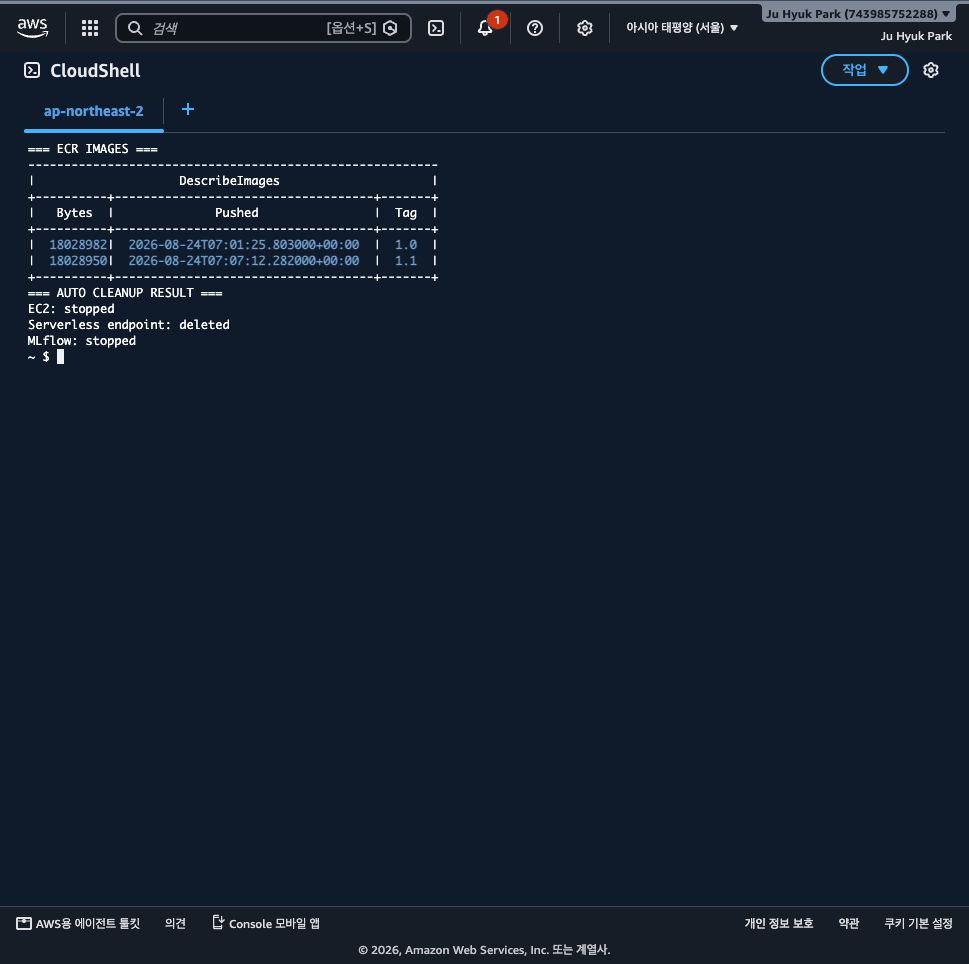 aws
검색 [옵션+S]
1
아시아 태평양 (서울)
Ju Hyuk Park (743985752288)
Ju Hyuk Park
CloudShell
작업
ap-northeast-2
+
=== ECR IMAGES ===
---------------------------------------------------------
|                    DescribeImages                     |
+----------+------------------------------------+-------+
|   Bytes  |              Pushed                |  Tag  |
+----------+------------------------------------+-------+
|  18028982|  2026-08-24T07:01:25.803000+00:00  |  1.0  |
|  18028950|  2026-08-24T07:07:12.282000+00:00  |  1.1  |
+----------+------------------------------------+-------+
=== AUTO CLEANUP RESULT ===
EC2: stopped
Serverless endpoint: deleted
MLflow: stopped
~ $
AWS용 에이전트 툴킷 의견 Console 모바일 앱 개인 정보 보호 약관 쿠키 기본 설정
© 2026, Amazon Web Services, Inc. 또는 계열사.